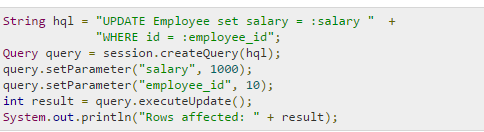 String hql = "UPDATE Employee set salary = :salary "  +
             "WHERE id = :employee_id";
Query query = session.createQuery(hql);
query.setParameter("salary", 1000);
query.setParameter("employee_id", 10);
int result = query.executeUpdate();
System.out.println("Rows affected: " + result);